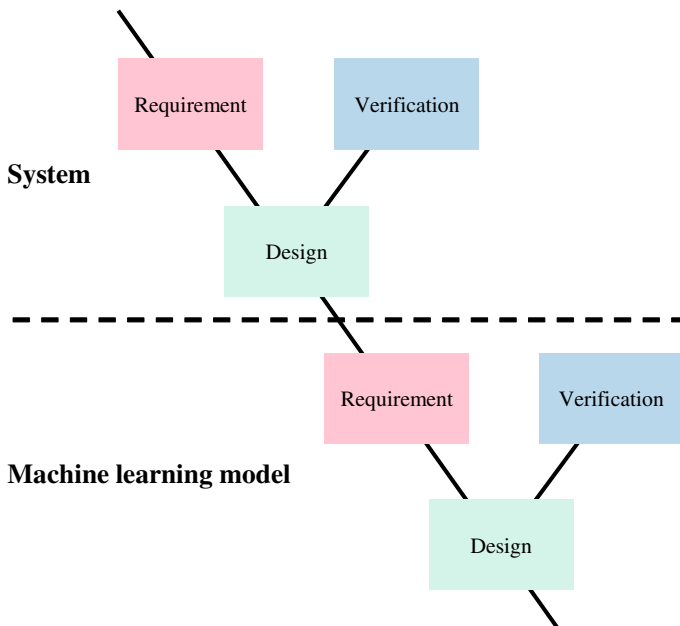 Requirement
Verification
System
Design
Requirement
Verification
Machine learning model
Design